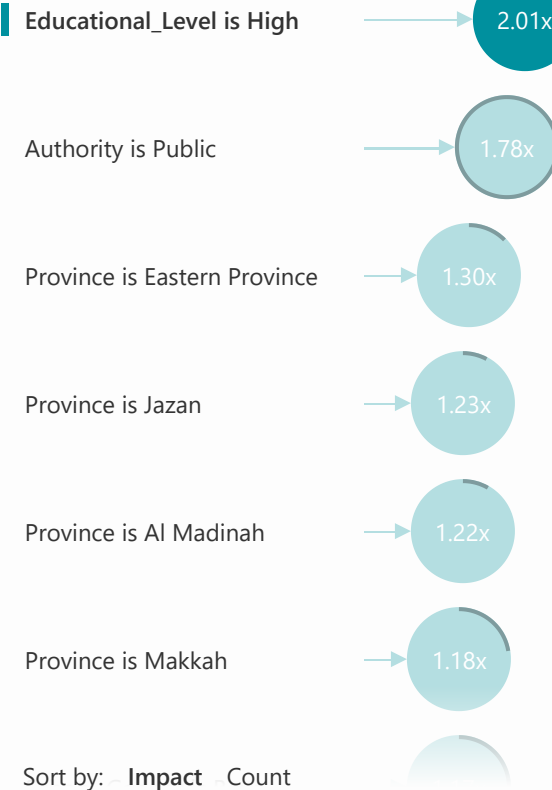 Educational_Level is High 2.01x
Authority is Public 1.78x
Province is Eastern Province 1.30x
Province is Jazan 1.23x
Province is Al Madinah 1.22x
Province is Makkah 1.18x
Sort by: Impact Count